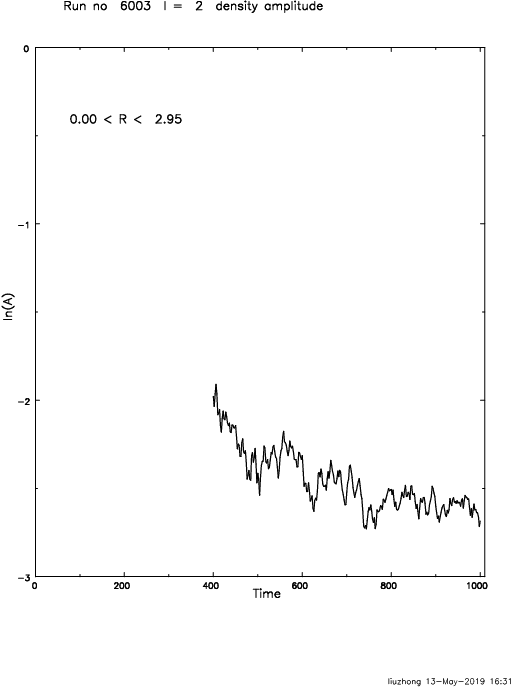 Run no 6003 l = 2 density amplitude
0
0.00 < R < 2.95
−1
ln(A)
−2
−3
0 200 400 600 800 1000
Time
liuzhong 13−May−2019 16:31